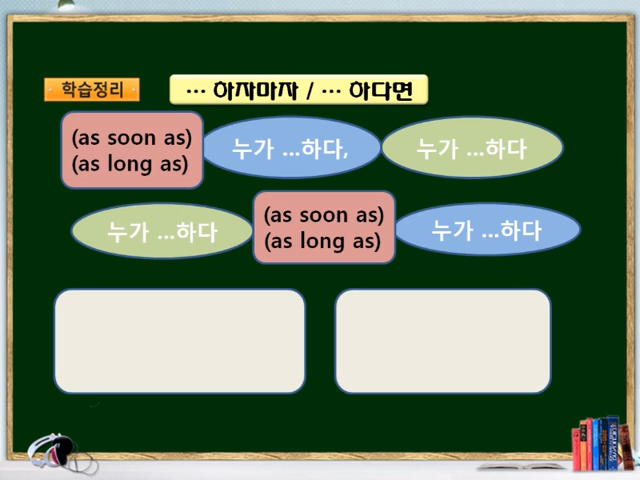 학습정리
… 하자마자 / … 하다면
(as soon as)
(as long as)
누가 ...하다,
누가 ...하다
누가 ...하다
(as soon as)
(as long as)
누가 ...하다